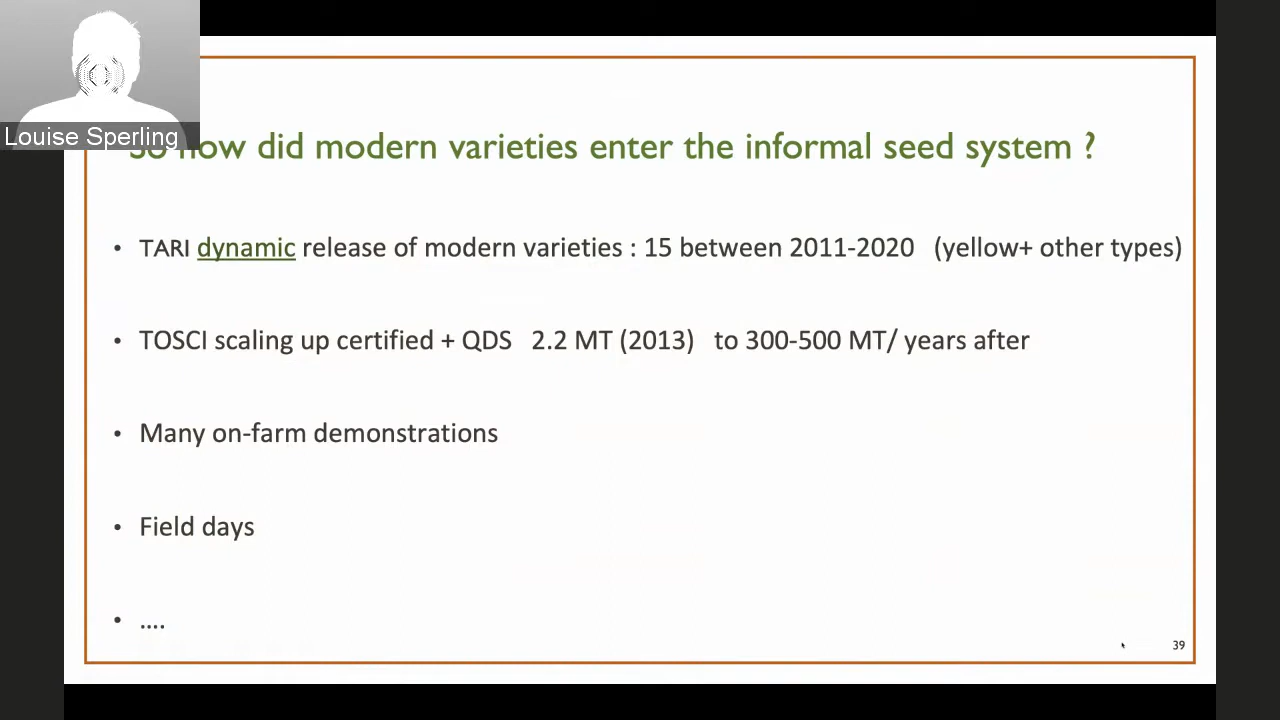 Louise Sperling
So how did modern varieties enter the informal seed system ?
• TARI dynamic release of modern varieties : 15 between 2011-2020 (yellow+ other types)
• TOSCI scaling up certified + QDS 2.2 MT (2013) to 300-500 MT/ years after
• Many on-farm demonstrations
• Field days
• ....
39